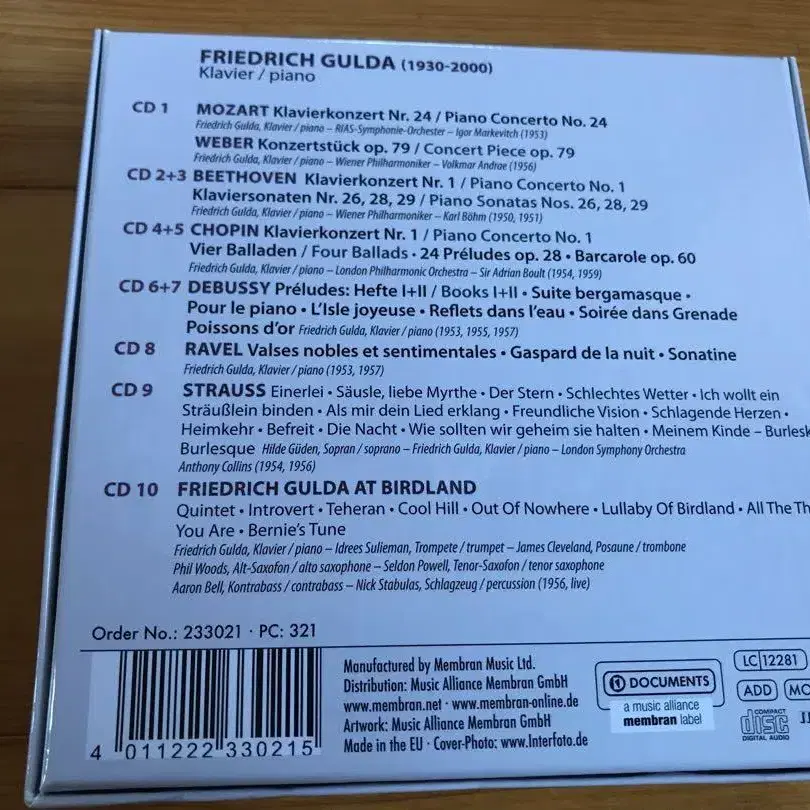 FRIEDRICH GULDA (1930-2000)
Klavier / piano
CD 1 MOZART Klavierkonzert Nr. 24 / Piano Concerto No. 24
Friedrich Gulda, Klavier / piano – RIAS-Symphonie-Orchester – Igor Markevitch (1953)
WEBER Konzertstück op. 79 / Concert Piece op. 79
Friedrich Gulda, Klavier / piano – Wiener Philharmoniker – Volkmar Andrae (1956)
CD 2+3 BEETHOVEN Klavierkonzert Nr. 1 / Piano Concerto No. 1
Klaviersonaten Nr. 26, 28, 29 / Piano Sonatas Nos. 26, 28, 29
Friedrich Gulda, Klavier / piano – Wiener Philharmoniker – Karl Böhm (1950, 1951)
CD 4+5 CHOPIN Klavierkonzert Nr. 1 / Piano Concerto No. 1
Vier Balladen / Four Ballads • 24 Préludes op. 28 • Barcarole op. 60
Friedrich Gulda, Klavier / piano – London Philharmonic Orchestra – Sir Adrian Boult (1954, 1959)
CD 6+7 DEBUSSY Préludes: Hefte I+II / Books I+II • Suite bergamasque •
Pour le piano • L'Isle joyeuse • Reflets dans l'eau • Soirée dans Grenade
Poissons d'or Friedrich Gulda, Klavier / piano (1953, 1955, 1957)
CD 8 RAVEL Valses nobles et sentimentales • Gaspard de la nuit • Sonatine
Friedrich Gulda, Klavier / piano (1953, 1957)
CD 9 STRAUSS Einerlei • Säusle, liebe Myrthe • Der Stern • Schlechtes Wetter • Ich wollt ein
Sträußlein binden • Als mir dein Lied erklang • Freundliche Vision • Schlagende Herzen •
Heimkehr • Befreit • Die Nacht • Wie sollten wir geheim sie halten • Meinem Kinde – Burlesk
Burlesque Hilde Güden, Sopran / soprano – Friedrich Gulda, Klavier / piano – London Symphony Orchestra
Anthony Collins (1954, 1956)
CD 10 FRIEDRICH GULDA AT BIRDLAND
Quintet • Introvert • Teheran • Cool Hill • Out Of Nowhere • Lullaby Of Birdland • All The Th
You Are • Bernie's Tune
Friedrich Gulda, Klavier / piano – Idrees Sulieman, Trompete / trumpet – James Cleveland, Posaune / trombone
Phil Woods, Alt-Saxofon / alto saxophone – Seldon Powell, Tenor-Saxofon / tenor saxophone
Aaron Bell, Kontrabass / contrabass – Nick Stabulas, Schlagzeug / percussion (1956, live)
Order No.: 233021 · PC: 321
4 011222 330215
Manufactured by Membran Music Ltd.
Distribution: Music Alliance Membran GmbH
www.membran.net · www.membran-online.de
Artwork: Music Alliance Membran GmbH
Made in the EU · Cover-Photo: www.Interfoto.de
DOCUMENTS
a music alliance
membran label
LC 12281
ADD MO
COMPACT
disc
DIGITAL AUDIO